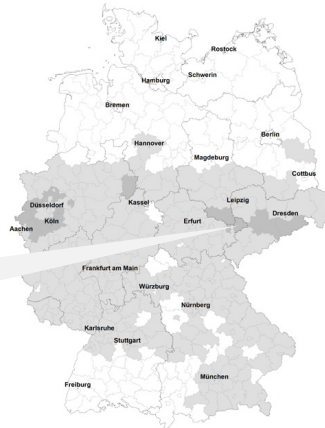 Kiel
Rostock
Schwerin
Hamburg
Bremen
Berlin
Hannover
Magdeburg
Cottbus
Düsseldorf
Kassel
Leipzig
Dresden
Köln
Erfurt
Aachen
Frankfurt am Main
Würzburg
Nürnberg
Karlsruhe
Stuttgart
München
Freiburg